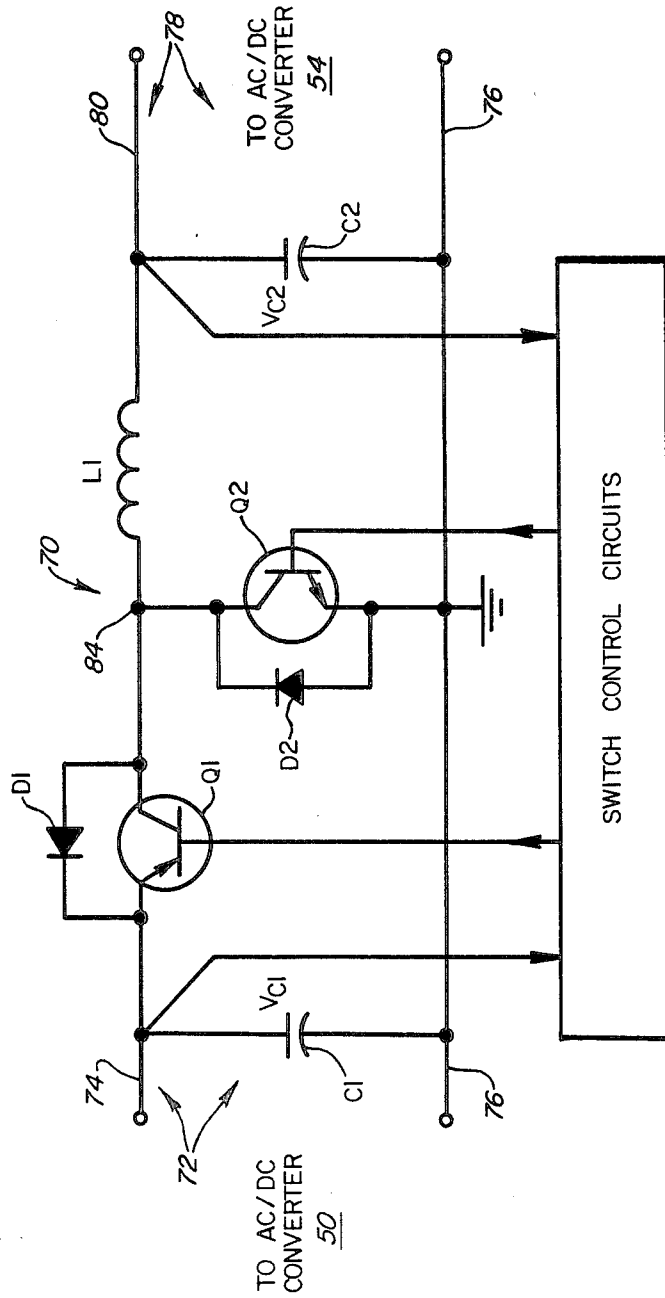 TO AC/DC
CONVERTER
50
72
74
76
C1
VC1
D1
Q1
84
70
D2
Q2
L1
VC2
C2
80
78
76
TO AC/DC
CONVERTER
54
SWITCH CONTROL CIRCUITS